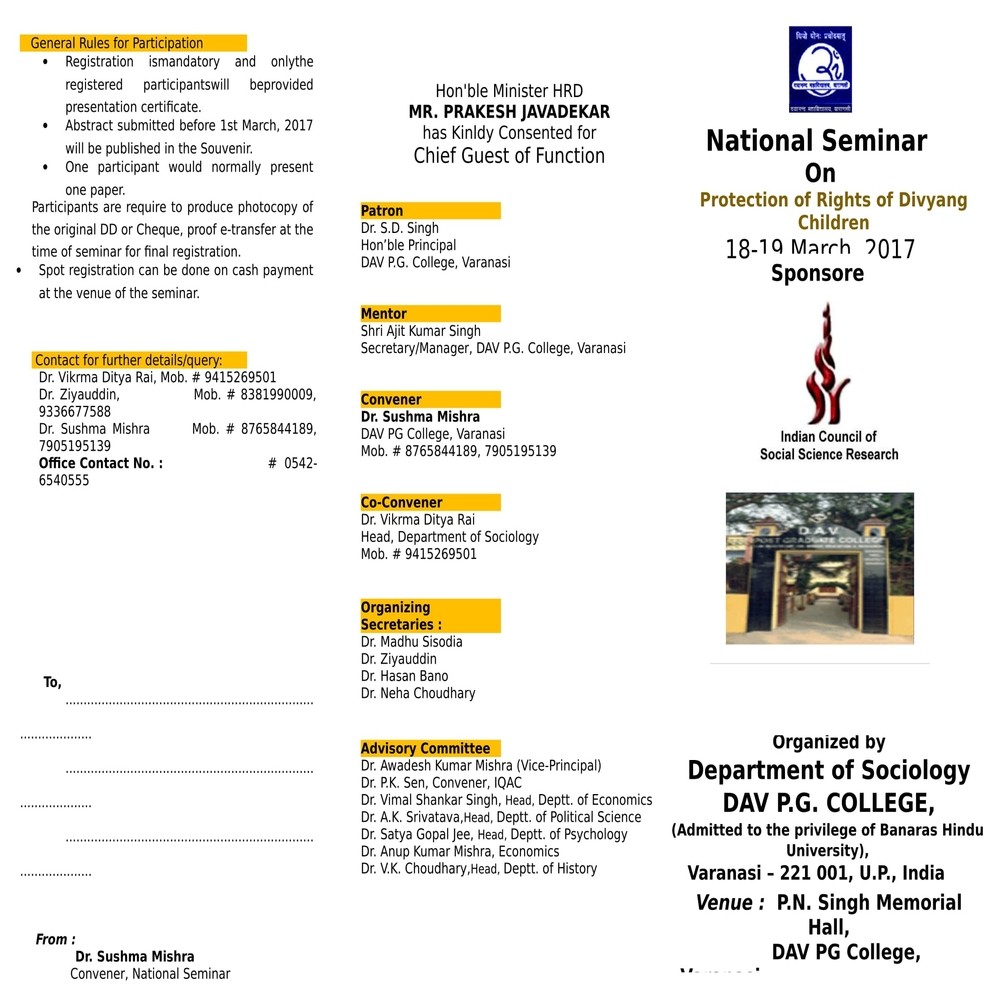 General Rules for Participation
• Registration ismandatory and onlythe
registered participantswill beprovided
presentation certificate.
• Abstract submitted before 1st March, 2017
will be published in the Souvenir.
• One participant would normally present
one paper.
Participants are require to produce photocopy of
the original DD or Cheque, proof e-transfer at the
time of seminar for final registration.
• Spot registration can be done on cash payment
at the venue of the seminar.
Contact for further details/query:
Dr. Vikrma Ditya Rai, Mob. # 9415269501
Dr. Ziyauddin, Mob. # 8381990009,
9336677588
Dr. Sushma Mishra Mob. # 8765844189,
7905195139
Office Contact No. : # 0542-
6540555
To,
.....................................................................
....................
.....................................................................
....................
.....................................................................
....................
From :
Dr. Sushma Mishra
Convener, National Seminar
Hon'ble Minister HRD
MR. PRAKESH JAVADEKAR
has Kinldy Consented for
Chief Guest of Function
Patron
Dr. S.D. Singh
Hon’ble Principal
DAV P.G. College, Varanasi
Mentor
Shri Ajit Kumar Singh
Secretary/Manager, DAV P.G. College, Varanasi
Convener
Dr. Sushma Mishra
DAV PG College, Varanasi
Mob. # 8765844189, 7905195139
Co-Convener
Dr. Vikrma Ditya Rai
Head, Department of Sociology
Mob. # 9415269501
Organizing
Secretaries :
Dr. Madhu Sisodia
Dr. Ziyauddin
Dr. Hasan Bano
Dr. Neha Choudhary
Advisory Committee
Dr. Awadesh Kumar Mishra (Vice-Principal)
Dr. P.K. Sen, Convener, IQAC
Dr. Vimal Shankar Singh, Head, Deptt. of Economics
Dr. A.K. Srivatava,Head, Deptt. of Political Science
Dr. Satya Gopal Jee, Head, Deptt. of Psychology
Dr. Anup Kumar Mishra, Economics
Dr. V.K. Choudhary,Head, Deptt. of History
धियो योनः प्रचोदयात्
National Seminar
On
Protection of Rights of Divyang
Children
18-19 March, 2017
Sponsore
Indian Council of
Social Science Research
DAV
POST GRADUATE COLLEGE
Organized by
Department of Sociology
DAV P.G. COLLEGE,
(Admitted to the privilege of Banaras Hindu
University),
Varanasi – 221 001, U.P., India
Venue : P.N. Singh Memorial
Hall,
DAV PG College,
Varanasi